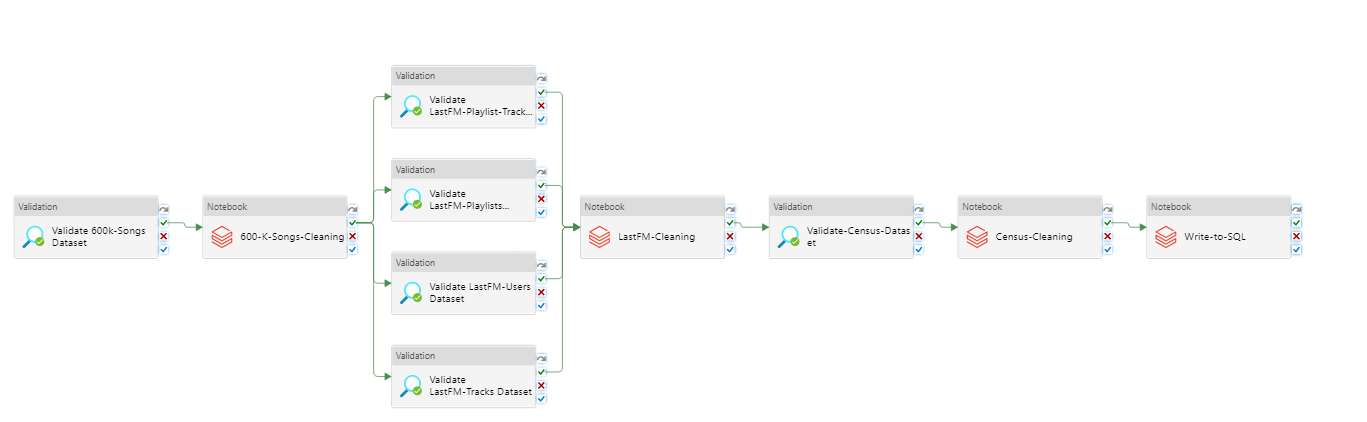 Validation
Validate 600k-Songs
Dataset
Notebook
600-K-Songs-Cleaning
Validation
Validate
LastFM-Playlist-Track...
Validation
Validate
LastFM-Playlists...
Validation
Validate LastFM-Users
Dataset
Validation
Validate
LastFM-Tracks Dataset
Notebook
LastFM-Cleaning
Validation
Validate-Census-Datas
et
Notebook
Census-Cleaning
Notebook
Write-to-SQL